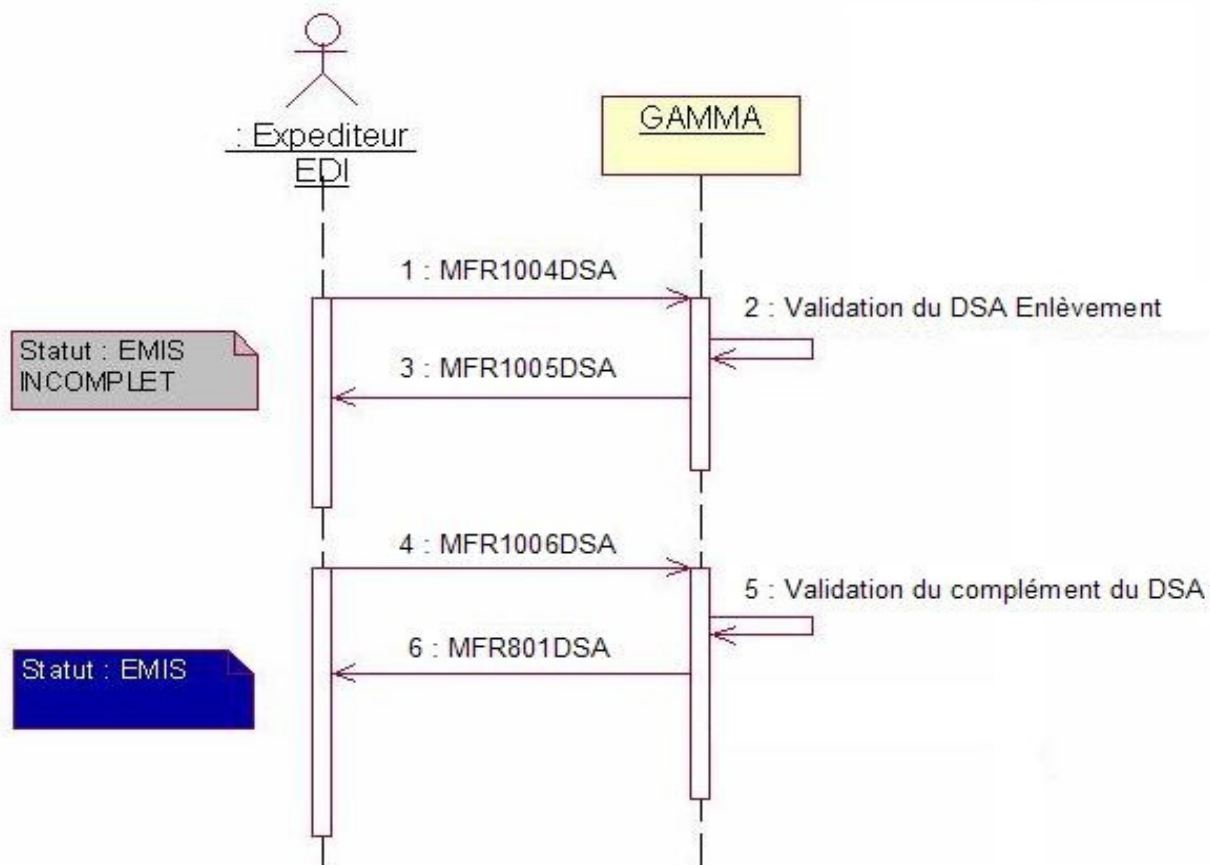 : Expediteur
EDI
GAMMA
1 : MFR1004DSA
2 : Validation du DSA Enlèvement
Statut : EMIS
INCOMPLET
3 : MFR1005DSA
4 : MFR1006DSA
5 : Validation du complément du DSA
6 : MFR801DSA
Statut : EMIS